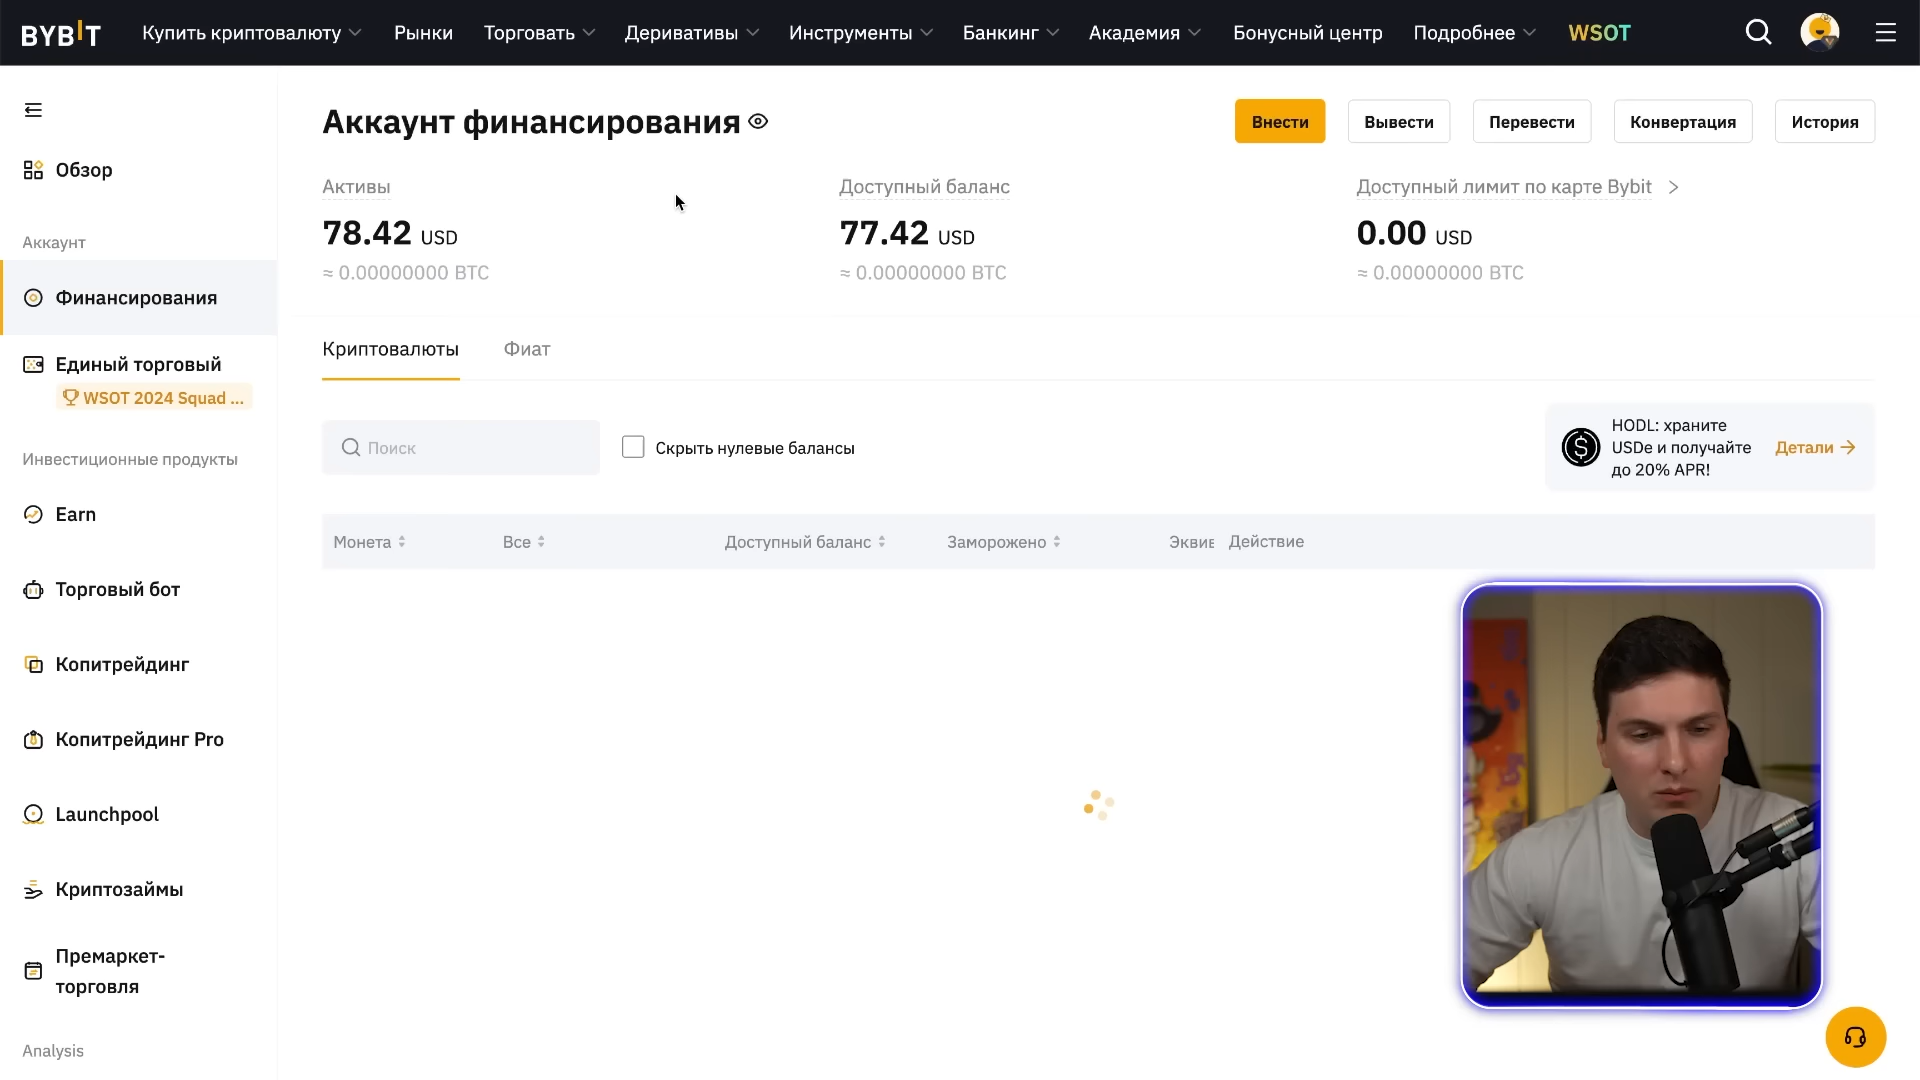 BYBIT
Купить криптовалюту
Рынки
Торговать
Деривативы
Инструменты
Банкинг
Академия
Бонусный центр
Подробнее
WSOT
Обзор
Аккаунт
Финансирования
Единый торговый
WSOT 2024 Squad ...
Инвестиционные продукты
Earn
Торговый бот
Копитрейдинг
Копитрейдинг Pro
Launchpool
Криптозаймы
Премаркет-
торговля
Analysis
Аккаунт финансирования
Внести
Вывести
Перевести
Конвертация
История
Активы
78.42 USD
≈ 0.00000000 BTC
Доступный баланс
77.42 USD
≈ 0.00000000 BTC
Доступный лимит по карте Bybit
0.00 USD
≈ 0.00000000 BTC
Криптовалюты
Фиат
Поиск
Скрыть нулевые балансы
HODL: храните
USDe и получайте
до 20% APR!
Детали
Монета
Все
Доступный баланс
Заморожено
Эквив
Действие